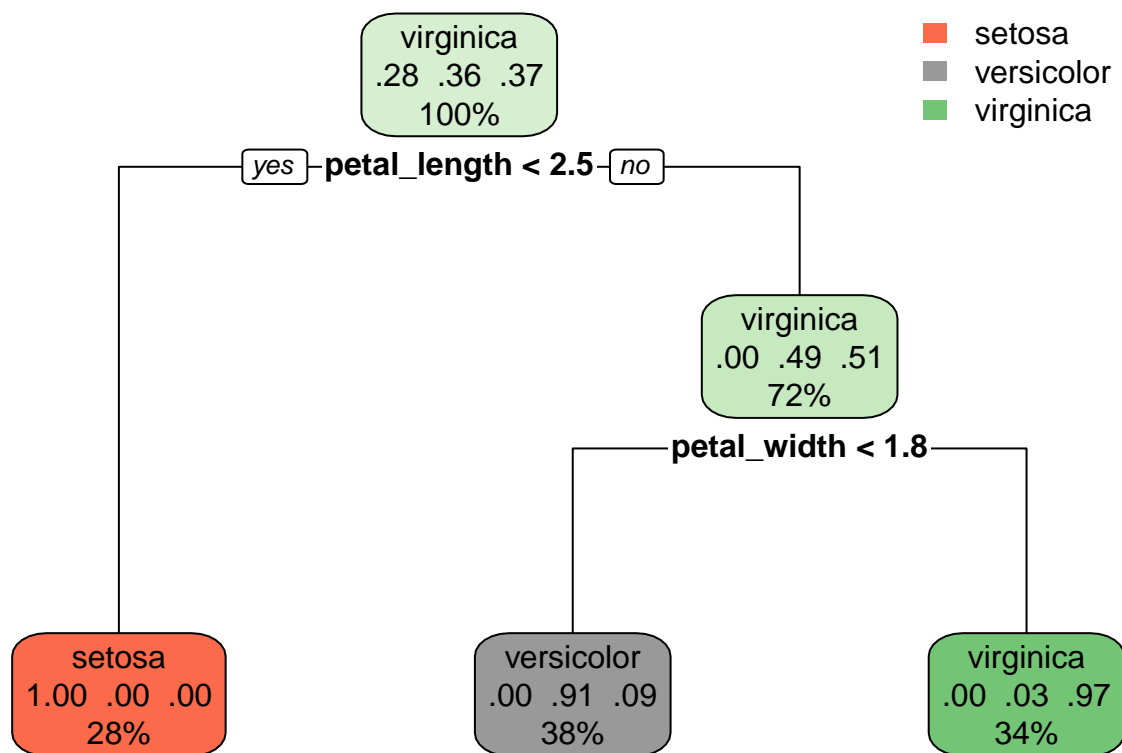 virginica
.28 .36 .37
100%
setosa
versicolor
virginica
yes petal_length < 2.5 no
virginica
.00 .49 .51
72%
petal_width < 1.8
setosa
1.00 .00 .00
28%
versicolor
.00 .91 .09
38%
virginica
.00 .03 .97
34%